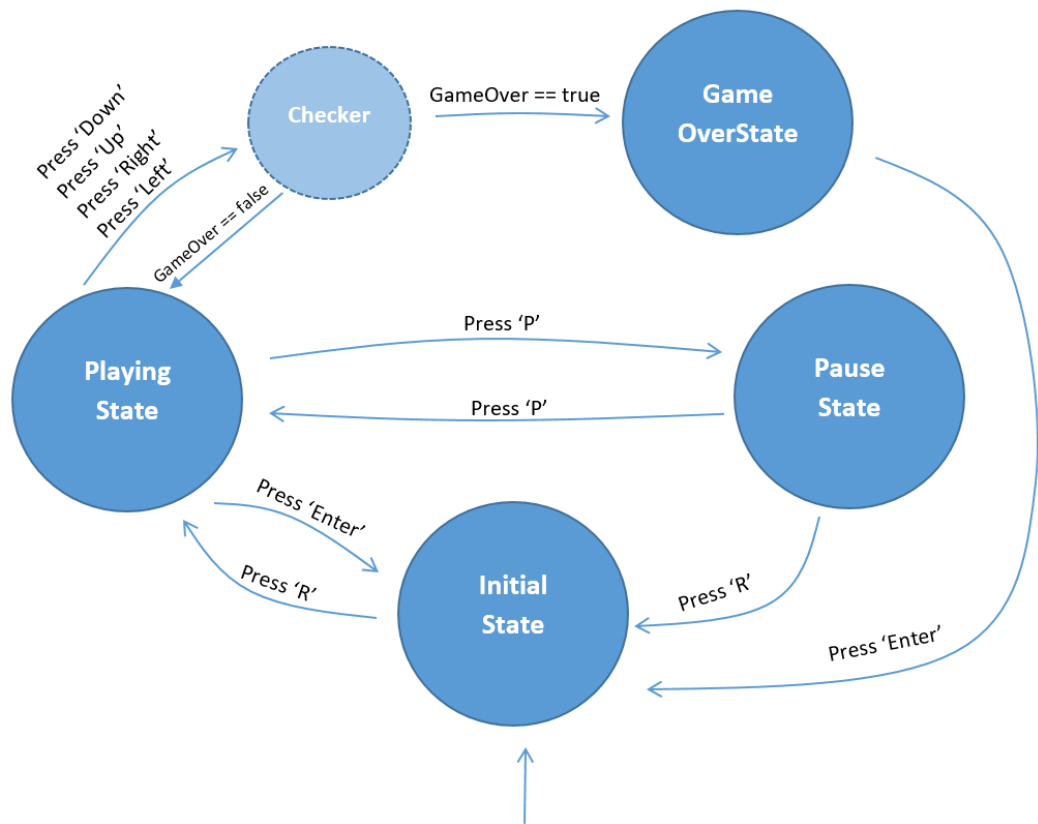 Checker
GameOver == true
Game
OverState
Press ‘Down’
Press ‘Up’
Press ‘Right’
Press ‘Left’
GameOver == false
Playing
State
Press ‘P’
Press ‘P’
Pause
State
Press ‘Enter’
Press ‘R’
Initial
State
Press ‘R’
Press ‘Enter’